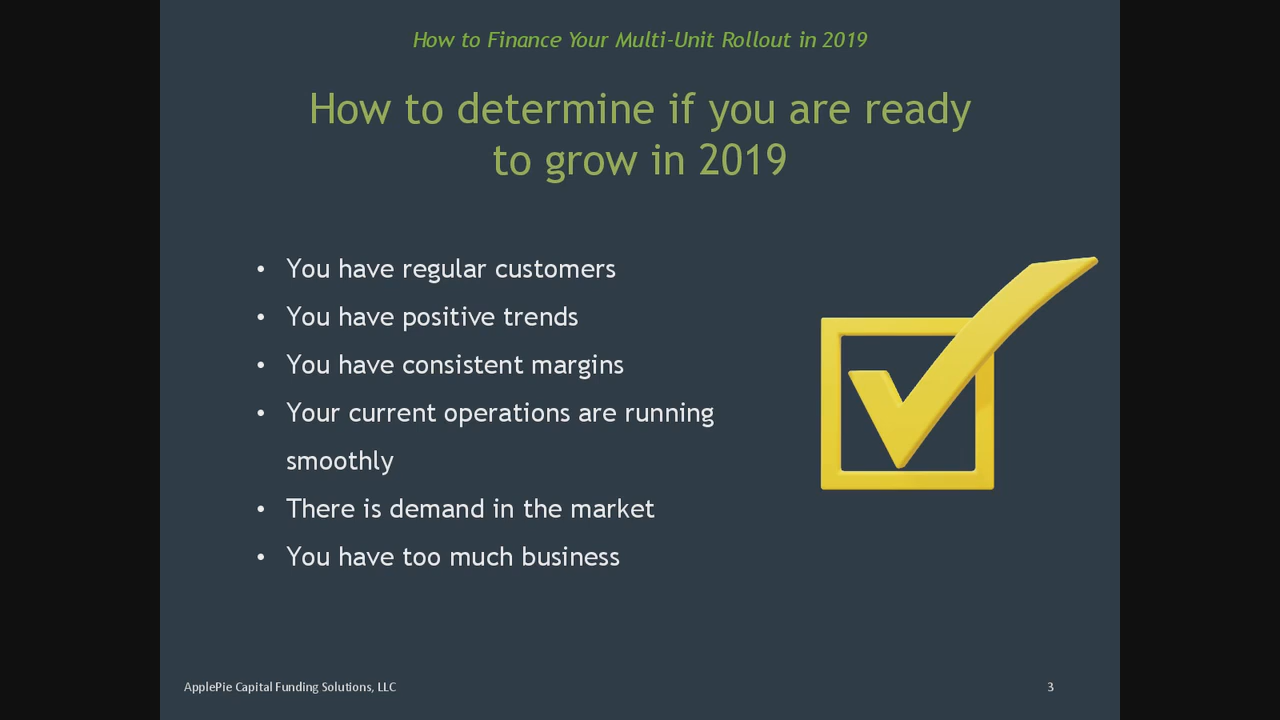 How to Finance Your Multi-Unit Rollout in 2019
How to determine if you are ready
to grow in 2019
• You have regular customers
• You have positive trends
• You have consistent margins
• Your current operations are running
smoothly
• There is demand in the market
• You have too much business
ApplePie Capital Funding Solutions, LLC
3